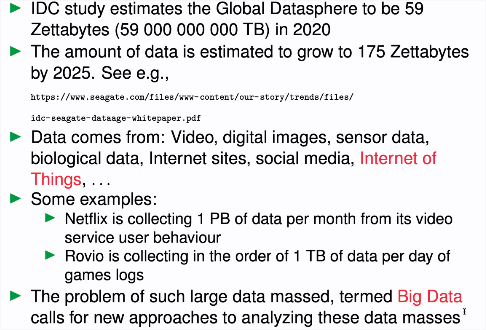 ► IDC study estimates the Global Datasphere to be 59
Zettabytes (59 000 000 000 TB) in 2020
► The amount of data is estimated to grow to 175 Zettabytes
by 2025. See e.g.,
https://www.seagate.com/files/www-content/our-story/trends/files/
idc-seagate-dataage-whitepaper.pdf
► Data comes from: Video, digital images, sensor data,
biological data, Internet sites, social media, Internet of
Things, ...
► Some examples:
► Netflix is collecting 1 PB of data per month from its video
service user behaviour
► Rovio is collecting in the order of 1 TB of data per day of
games logs
► The problem of such large data massed, termed Big Data
calls for new approaches to analyzing these data masses